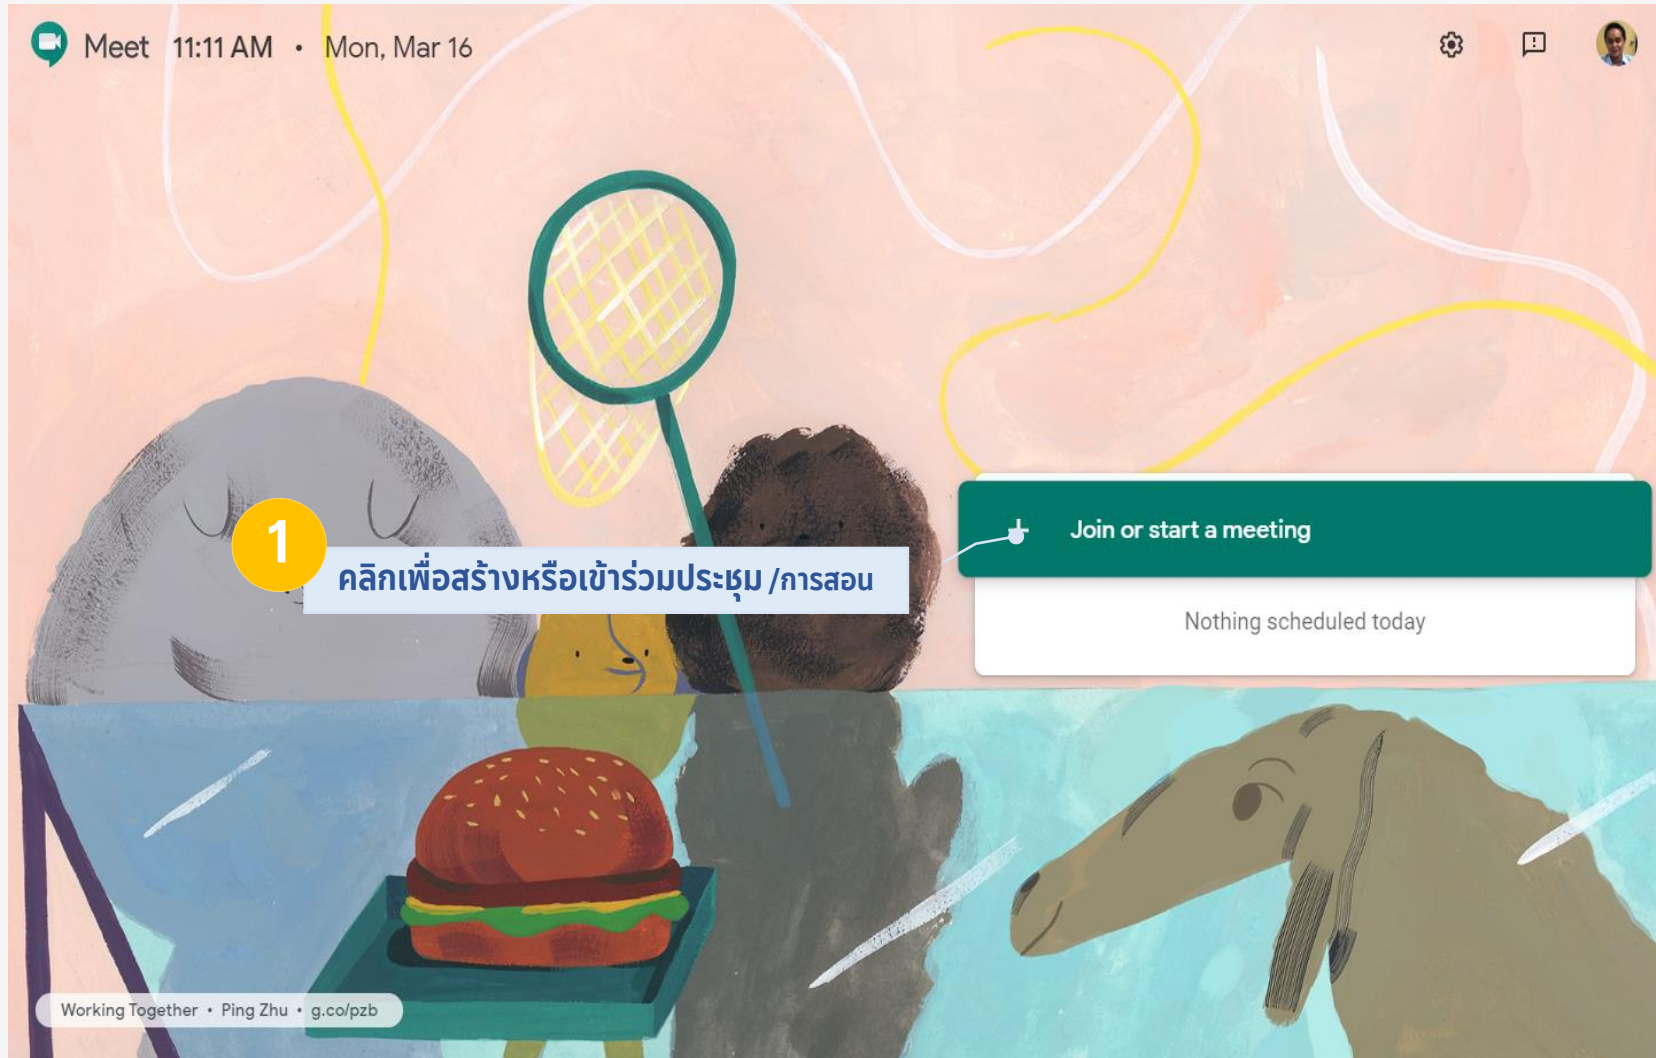 Meet 11:11 AM • Mon, Mar 16
Join or start a meeting
1
คลิกเพื่อสร้างหรือเข้าร่วมประชุม /การสอน
Nothing scheduled today
Working Together • Ping Zhu • g.co/pzb